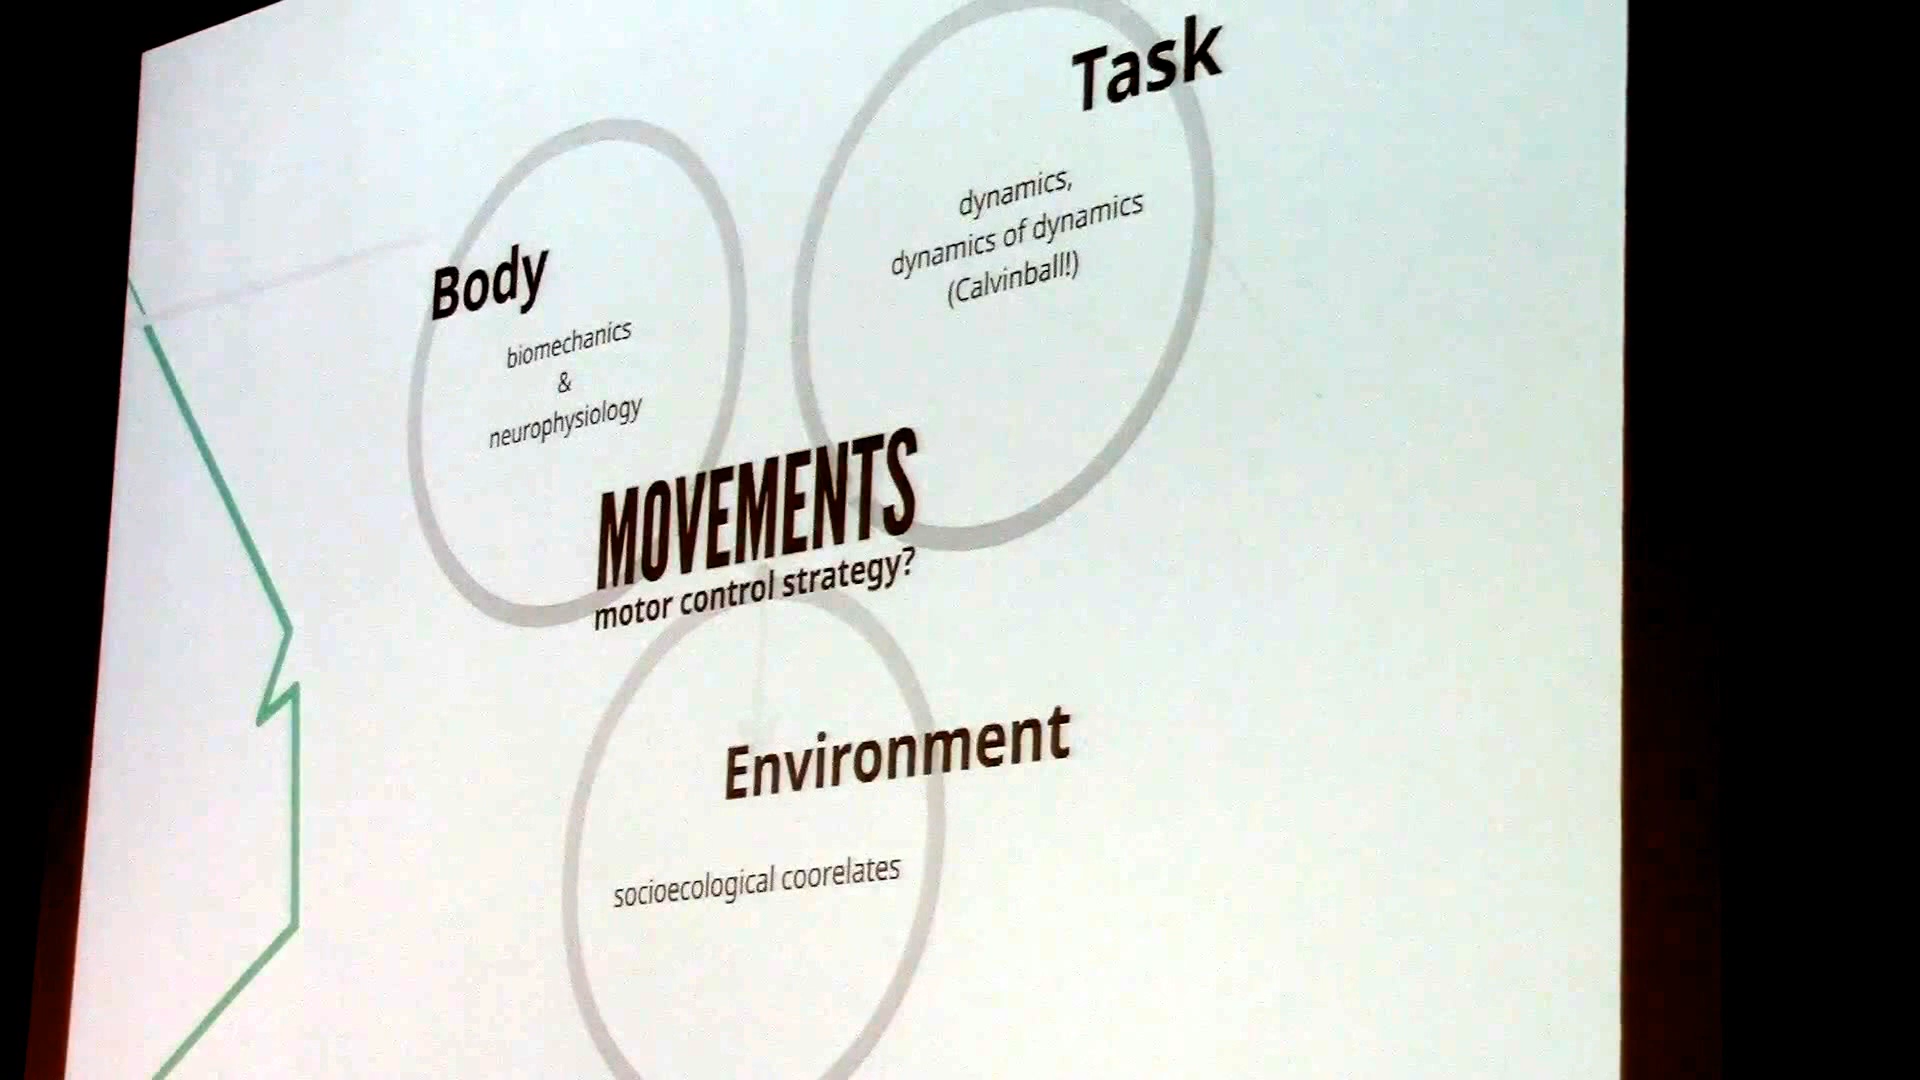 Task
dynamics,
dynamics of dynamics
(Calvinball!)
Body
biomechanics
&
neurophysiology
MOVEMENTS
motor control strategy?
Environment
socioecological coorelates